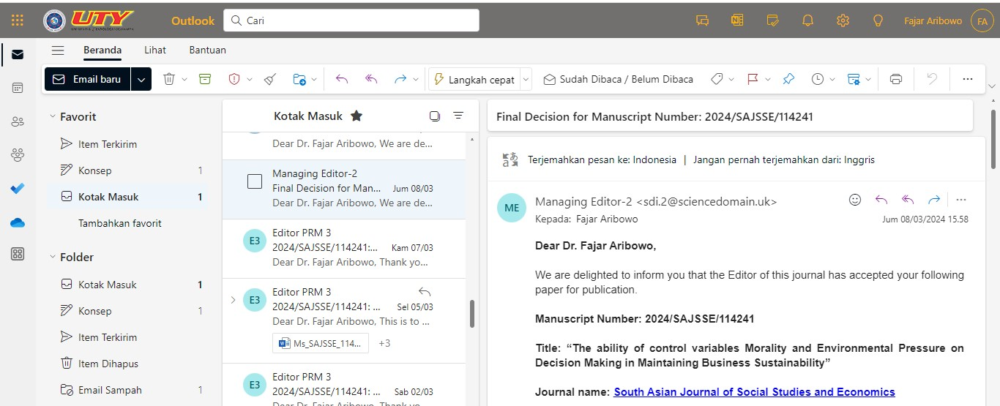 UTY
Outlook
Cari
Fajar Aribowo
FA
Beranda
Lihat
Bantuan
Email baru
Langkah cepat
Sudah Dibaca / Belum Dibaca
Favorit
Item Terkirim
Konsep 1
Kotak Masuk 1
Tambahkan favorit
Folder
Kotak Masuk 1
Konsep 1
Item Terkirim
Item Dihapus
Email Sampah 1
Kotak Masuk
Dear Dr. Fajar Aribowo, We are de...
Managing Editor-2
Final Decision for Man... Jum 08/03
Dear Dr. Fajar Aribowo, We are de...
E3
Editor PRM 3
2024/SAJSSE/114241:... Kam 07/03
Dear Dr. Fajar Aribowo, Thank yo...
E3
Editor PRM 3
2024/SAJSSE/114241: ... Sel 05/03
Dear Dr. Fajar Aribowo, This is to ...
Ms_SAJSSE_114... +3
E3
Editor PRM 3
2024/SAJSSE/114241: ... Sab 02/03
Dear Dr. Fajar Aribowo, Thank yo...
Final Decision for Manuscript Number: 2024/SAJSSE/114241
Terjemahkan pesan ke: Indonesia | Jangan pernah terjemahkan dari: Inggris
ME
Managing Editor-2 <sdi.2@sciencedomain.uk>
Kepada: Fajar Aribowo
Jum 08/03/2024 15.58
Dear Dr. Fajar Aribowo,
We are delighted to inform you that the Editor of this journal has accepted your following
paper for publication.
Manuscript Number: 2024/SAJSSE/114241
Title: “The ability of control variables Morality and Environmental Pressure on
Decision Making in Maintaining Business Sustainability”
Journal name: South Asian Journal of Social Studies and Economics